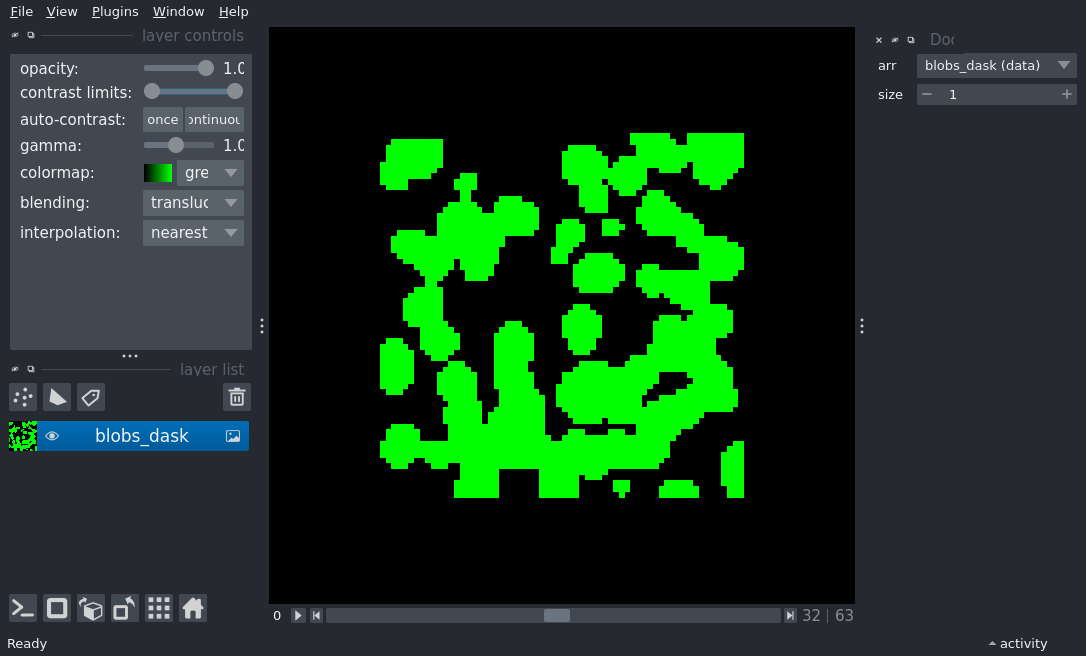 File View Plugins Window Help
layer controls
opacity: 1.0
contrast limits:
auto-contrast: once ontinuou
gamma: 1.0
colormap: gre
blending: transluc
interpolation: nearest
layer list
blobs_dask
0 32 | 63
Ready
Doc
arr blobs_dask (data)
size 1
activity